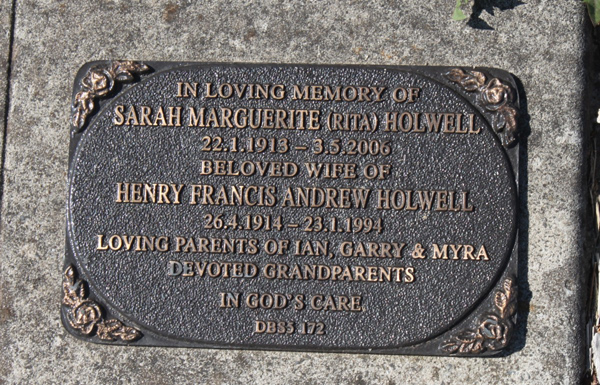 IN LOVING MEMORY OF
SARAH MARGUERITE (RITA) HOLWELL
22.1.1913 – 3.5.2006
BELOVED WIFE OF
HENRY FRANCIS ANDREW HOLWELL
26.4.1914 – 23.1.1994
LOVING PARENTS OF IAN, GARRY & MYRA
DEVOTED GRANDPARENTS
IN GOD'S CARE
DBS5 172